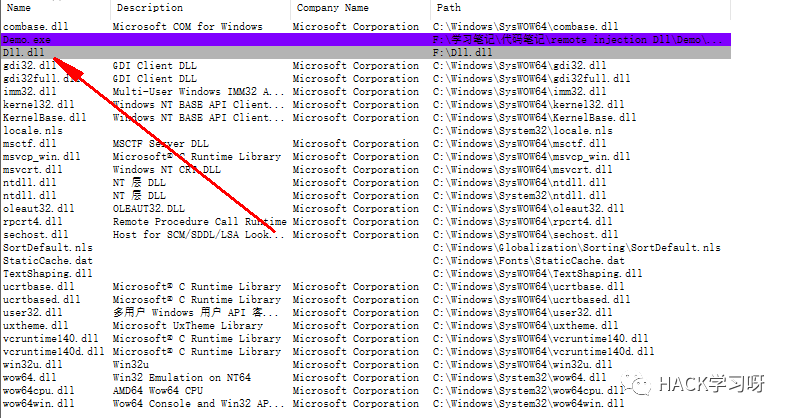 Name Description Company Name Path
combase.dll Microsoft COM for Windows Microsoft Corporation C:\Windows\SysWOW64\combase.dll
Demo.exe F:\学习笔记\代码笔记\remote injection Dll\Demo\...
Dll.dll F:\Dll.dll
gdi32.dll GDI Client DLL Microsoft Corporation C:\Windows\SysWOW64\gdi32.dll
gdi32full.dll GDI Client DLL Microsoft Corporation C:\Windows\SysWOW64\gdi32full.dll
imm32.dll Multi-User Windows IMM32 A... Microsoft Corporation C:\Windows\SysWOW64\imm32.dll
kernel32.dll Windows NT BASE API Client... Microsoft Corporation C:\Windows\SysWOW64\kernel32.dll
KernelBase.dll Windows NT BASE API Client... Microsoft Corporation C:\Windows\SysWOW64\KernelBase.dll
locale.nls C:\Windows\System32\locale.nls
msctf.dll MSCTF Server DLL Microsoft Corporation C:\Windows\SysWOW64\msctf.dll
msvcp_win.dll Microsoft® C Runtime Library Microsoft Corporation C:\Windows\SysWOW64\msvcp_win.dll
msvcrt.dll Windows NT CRT DLL Microsoft Corporation C:\Windows\SysWOW64\msvcrt.dll
ntdll.dll NT 层 DLL Microsoft Corporation C:\Windows\SysWOW64\ntdll.dll
ntdll.dll NT 层 DLL Microsoft Corporation C:\Windows\System32\ntdll.dll
oleaut32.dll OLEAUT32.DLL Microsoft Corporation C:\Windows\SysWOW64\oleaut32.dll
rpcrt4.dll Remote Procedure Call Runtime Microsoft Corporation C:\Windows\SysWOW64\rpcrt4.dll
sechost.dll Host for SCM/SDDL/LSA Look... Microsoft Corporation C:\Windows\SysWOW64\sechost.dll
SortDefault.nls C:\Windows\Globalization\Sorting\SortDefault.nls
StaticCache.dat C:\Windows\Fonts\StaticCache.dat
TextShaping.dll C:\Windows\SysWOW64\TextShaping.dll
ucrtbase.dll Microsoft® C Runtime Library Microsoft Corporation C:\Windows\SysWOW64\ucrtbase.dll
ucrtbased.dll Microsoft® C Runtime Library Microsoft Corporation C:\Windows\SysWOW64\ucrtbased.dll
user32.dll 多用户 Windows 用户 API 客... Microsoft Corporation C:\Windows\SysWOW64\user32.dll
uxtheme.dll Microsoft UxTheme Library Microsoft Corporation C:\Windows\SysWOW64\uxtheme.dll
vcruntime140.dll Microsoft® C Runtime Library Microsoft Corporation C:\Windows\SysWOW64\vcruntime140.dll
vcruntime140d.dll Microsoft® C Runtime Library Microsoft Corporation C:\Windows\SysWOW64\vcruntime140d.dll
win32u.dll Win32u Microsoft Corporation C:\Windows\SysWOW64\win32u.dll
wow64.dll Win32 Emulation on NT64 Microsoft Corporation C:\Windows\System32\wow64.dll
wow64cpu.dll AMD64 Wow64 CPU Microsoft Corporation C:\Windows\System32\wow64cpu.dll
wow64win.dll Wow64 Console and Win32 AP... Microsoft Corporation C:\Windows\System32\wow64win.dll
HACK学习呀